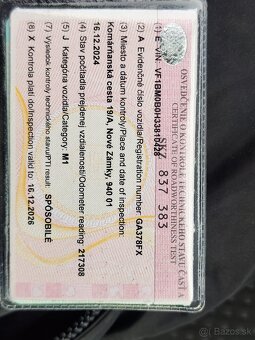 OSVEDČENIE O KONTROLE TECHNICKÉHO STAVU ČASŤ A
CERTIFICATE OF ROADWORTHINESS TEST
837 383
(1) E VIN:
(2) A Evidenčné číslo vozidla/Registration number: GA378FX
(3) Miesto a dátum kontroly/Place and date of inspection:
Komárňanská cesta 19/A, Nové Zámky, 940 01
16.12.2024
(4) Stav počítadla prejdenej vzdialenosti/Odometer reading: 217308
(5) J Kategória vozidla/Category: M1
(7) Výsledok kontroly technického stavu/PTI result: SPÔSOBILÉ
(8) X Kontrola platí do/Inspection valid to: 16.12.2026
bazos.sk